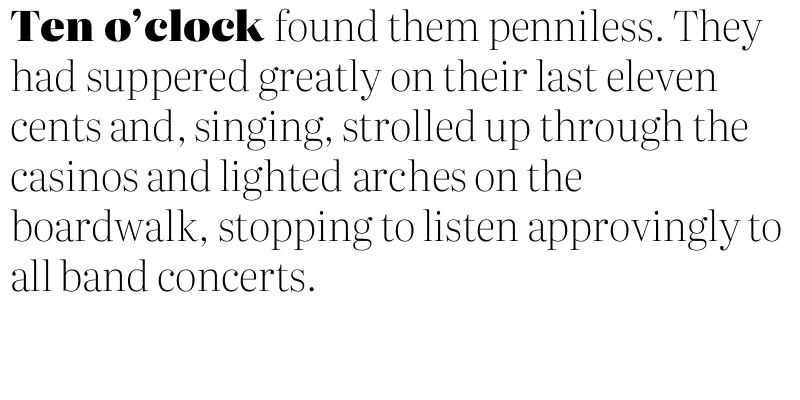 Ten o’clock found them penniless. They
had suppered greatly on their last eleven
cents and, singing, strolled up through the
casinos and lighted arches on the
boardwalk, stopping to listen approvingly to
all band concerts.